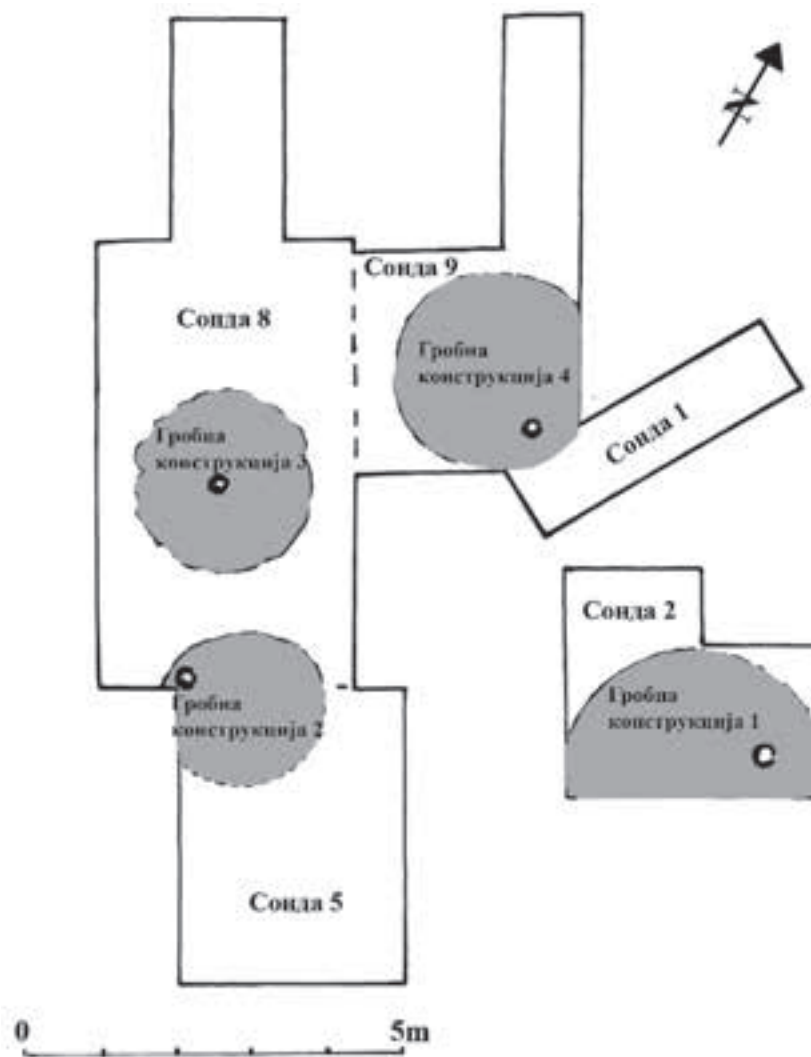 N
Сонда 9
Сонда 8
Гробна
конструкција 4
Сонда 1
Гробна
конструкција 3
Сонда 2
Гробна
конструкција 1
Гробна
конструкција 2
Сонда 5
0
5m